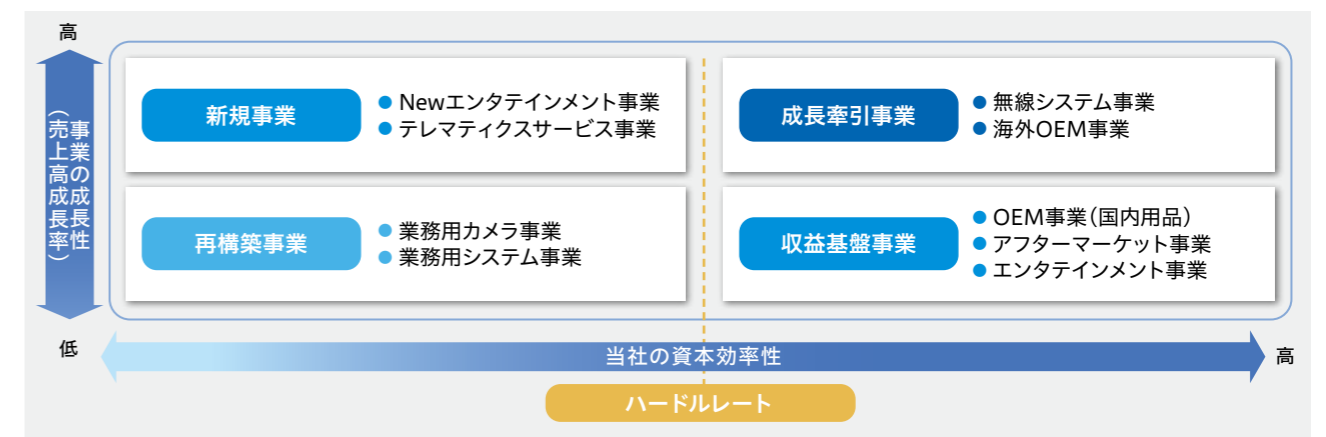 高
事業の成長性
（売上高成長率）
低
新規事業
● Newエンタテインメント事業
● テレマティクスサービス事業
成長牽引事業
● 無線システム事業
● 海外OEM事業
再構築事業
● 業務用カメラ事業
● 業務用システム事業
収益基盤事業
● OEM事業（国内用品）
● アフターマーケット事業
● エンタテインメント事業
当社の資本効率性
高
ハードルレート